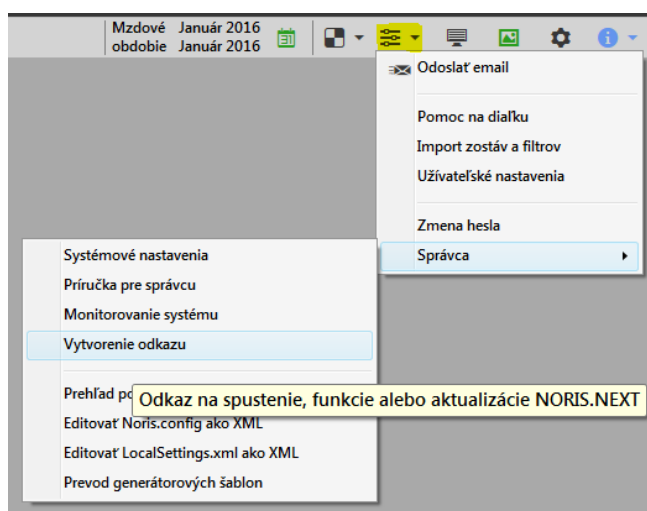 Mzdové Január 2016
obdobie Január 2016
31
i
Odoslať email
Pomoc na diaľku
Import zostáv a filtrov
Užívateľské nastavenia
Zmena hesla
Správca
Systémové nastavenia
Príručka pre správcu
Monitorovanie systému
Vytvorenie odkazu
Prehľad
Odkaz na spustenie, funkcie alebo aktualizácie NORIS.NEXT
Editovať Noris.config ako XML
Editovať LocalSettings.xml ako XML
Prevod generátorových šablon